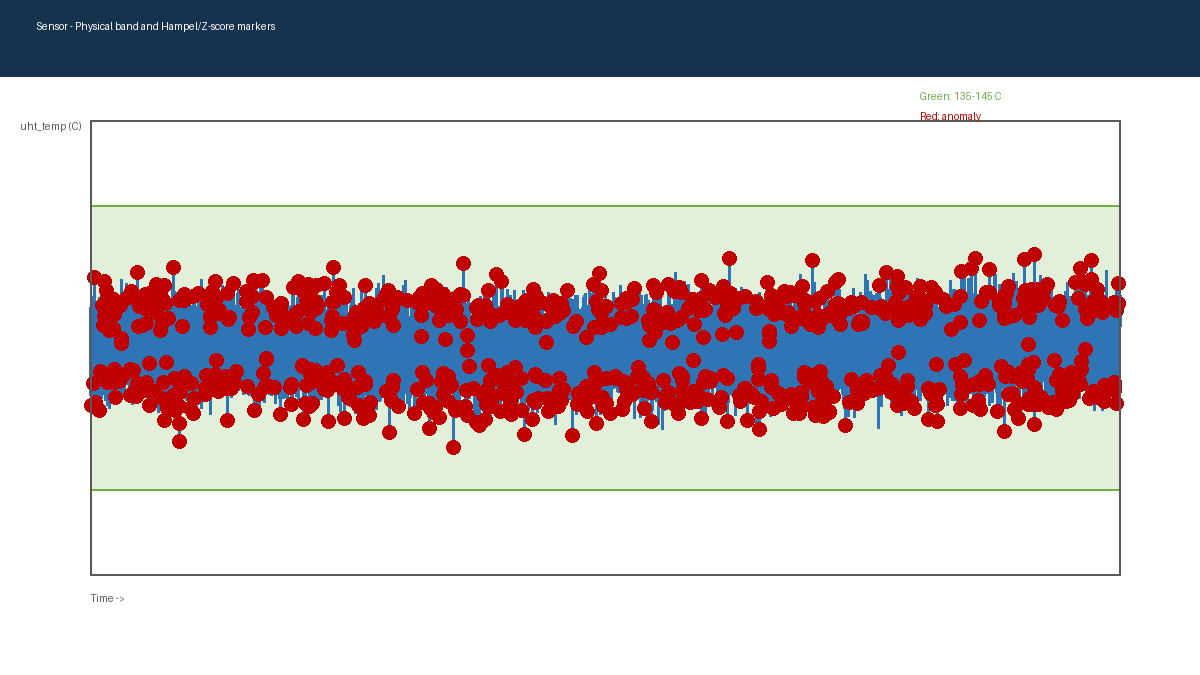 Sensor - Physical band and Hampel/Z-score markers
Green: 135-145 C
Red: anomaly
uht_temp (C)
Time ->